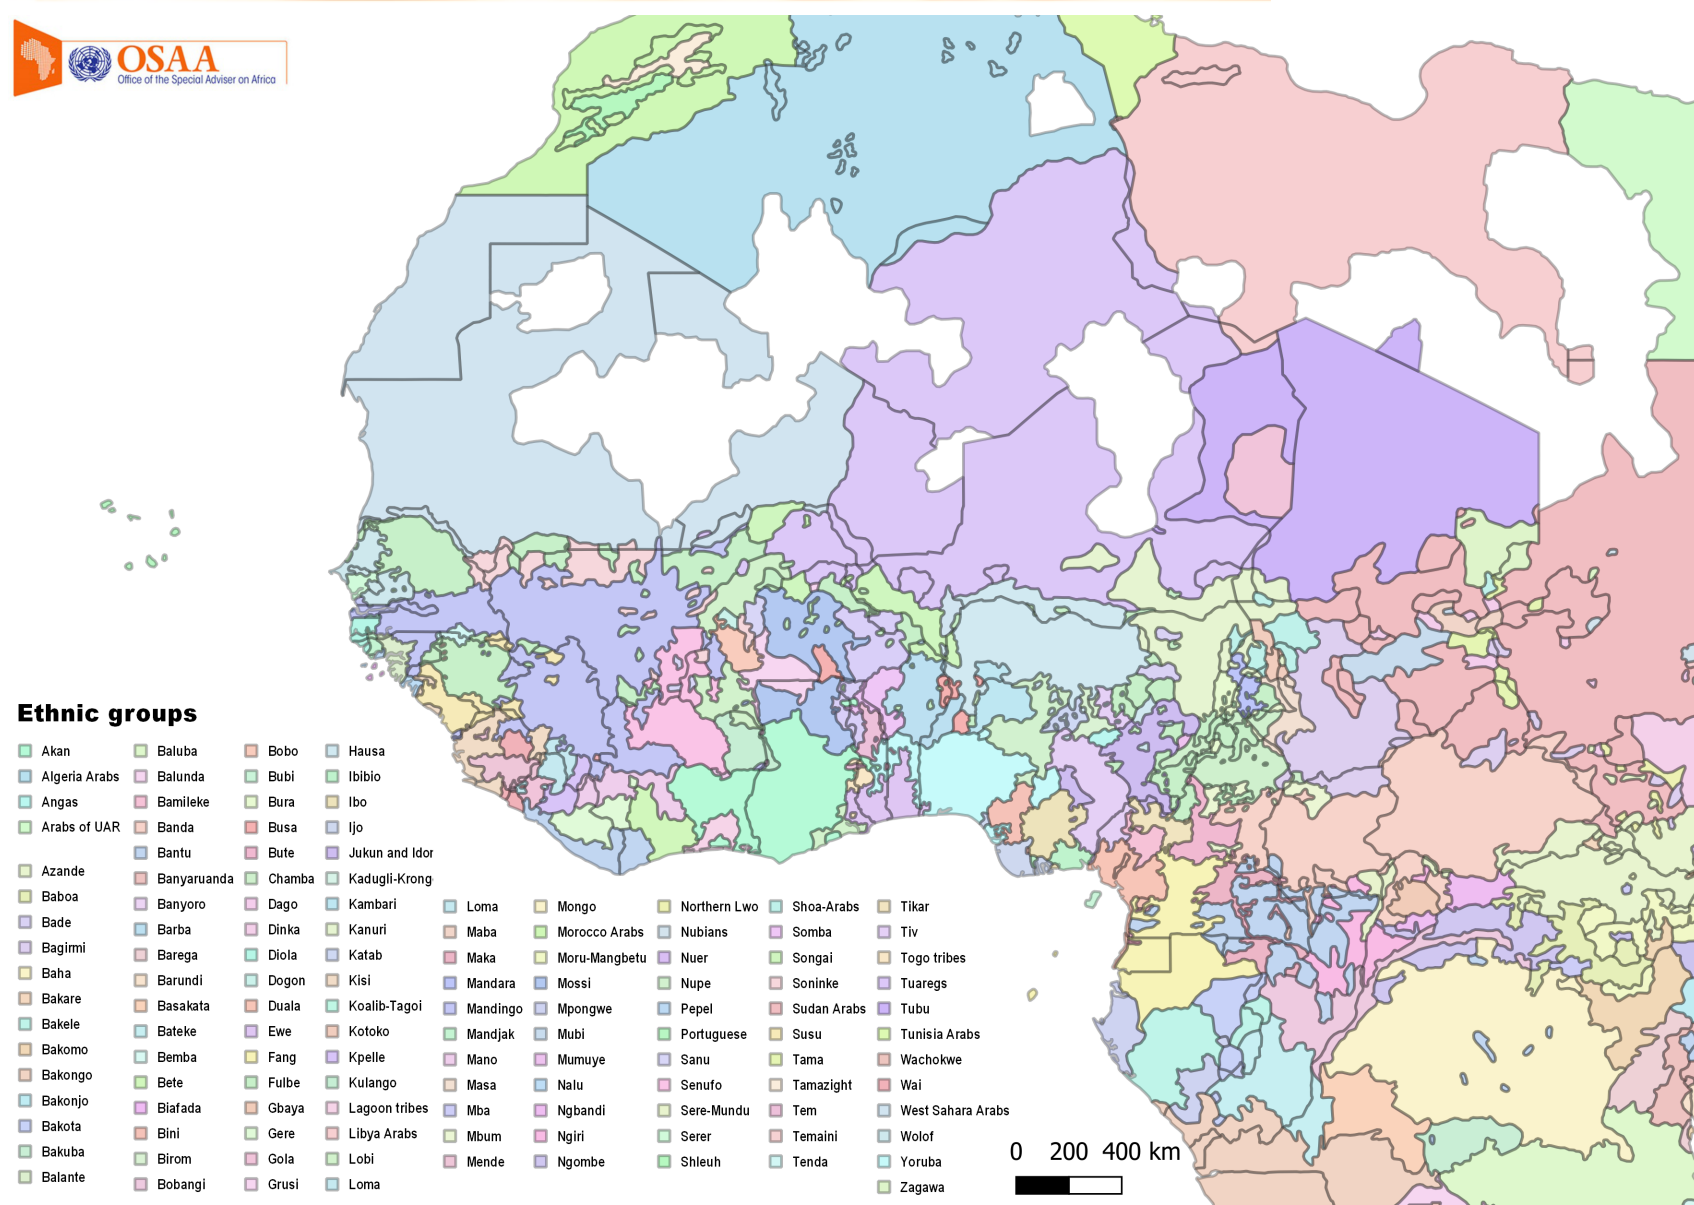 OSAA
Office of the Special Adviser on Africa
Ethnic groups
Akan
Algeria Arabs
Angas
Arabs of UAR
Azande
Baboa
Bade
Bagirmi
Baha
Bakare
Bakele
Bakomo
Bakongo
Bakonjo
Bakota
Bakuba
Balante
Baluba
Balunda
Bamileke
Banda
Bantu
Banyaruanda
Banyoro
Barba
Barega
Barundi
Basakata
Bateke
Bemba
Bete
Biafada
Bini
Birom
Bobangi
Bobo
Bubi
Bura
Busa
Bute
Chamba
Dago
Dinka
Diola
Dogon
Duala
Ewe
Fang
Fulbe
Gbaya
Gere
Gola
Grusi
Hausa
Ibibio
Ibo
Ijo
Jukun and Idor
Kadugli-Krong
Kambari
Kanuri
Katab
Kisi
Koalib-Tagoi
Kotoko
Kpelle
Kulango
Lagoon tribes
Libya Arabs
Lobi
Loma
Loma
Maba
Maka
Mandara
Mandingo
Mandjak
Mano
Masa
Mba
Mbum
Mende
Mongo
Morocco Arabs
Moru-Mangbetu
Mossi
Mpongwe
Mubi
Mumuye
Nalu
Ngbandi
Ngiri
Ngombe
Northern Lwo
Nubians
Nuer
Nupe
Pepel
Portuguese
Sanu
Senufo
Sere-Mundu
Serer
Shleuh
Shoa-Arabs
Somba
Songai
Soninke
Sudan Arabs
Susu
Tama
Tamazight
Tem
Temaini
Tenda
Tikar
Tiv
Togo tribes
Tuaregs
Tubu
Tunisia Arabs
Wachokwe
Wai
West Sahara Arabs
Wolof
Yoruba
Zagawa
0 200 400 km